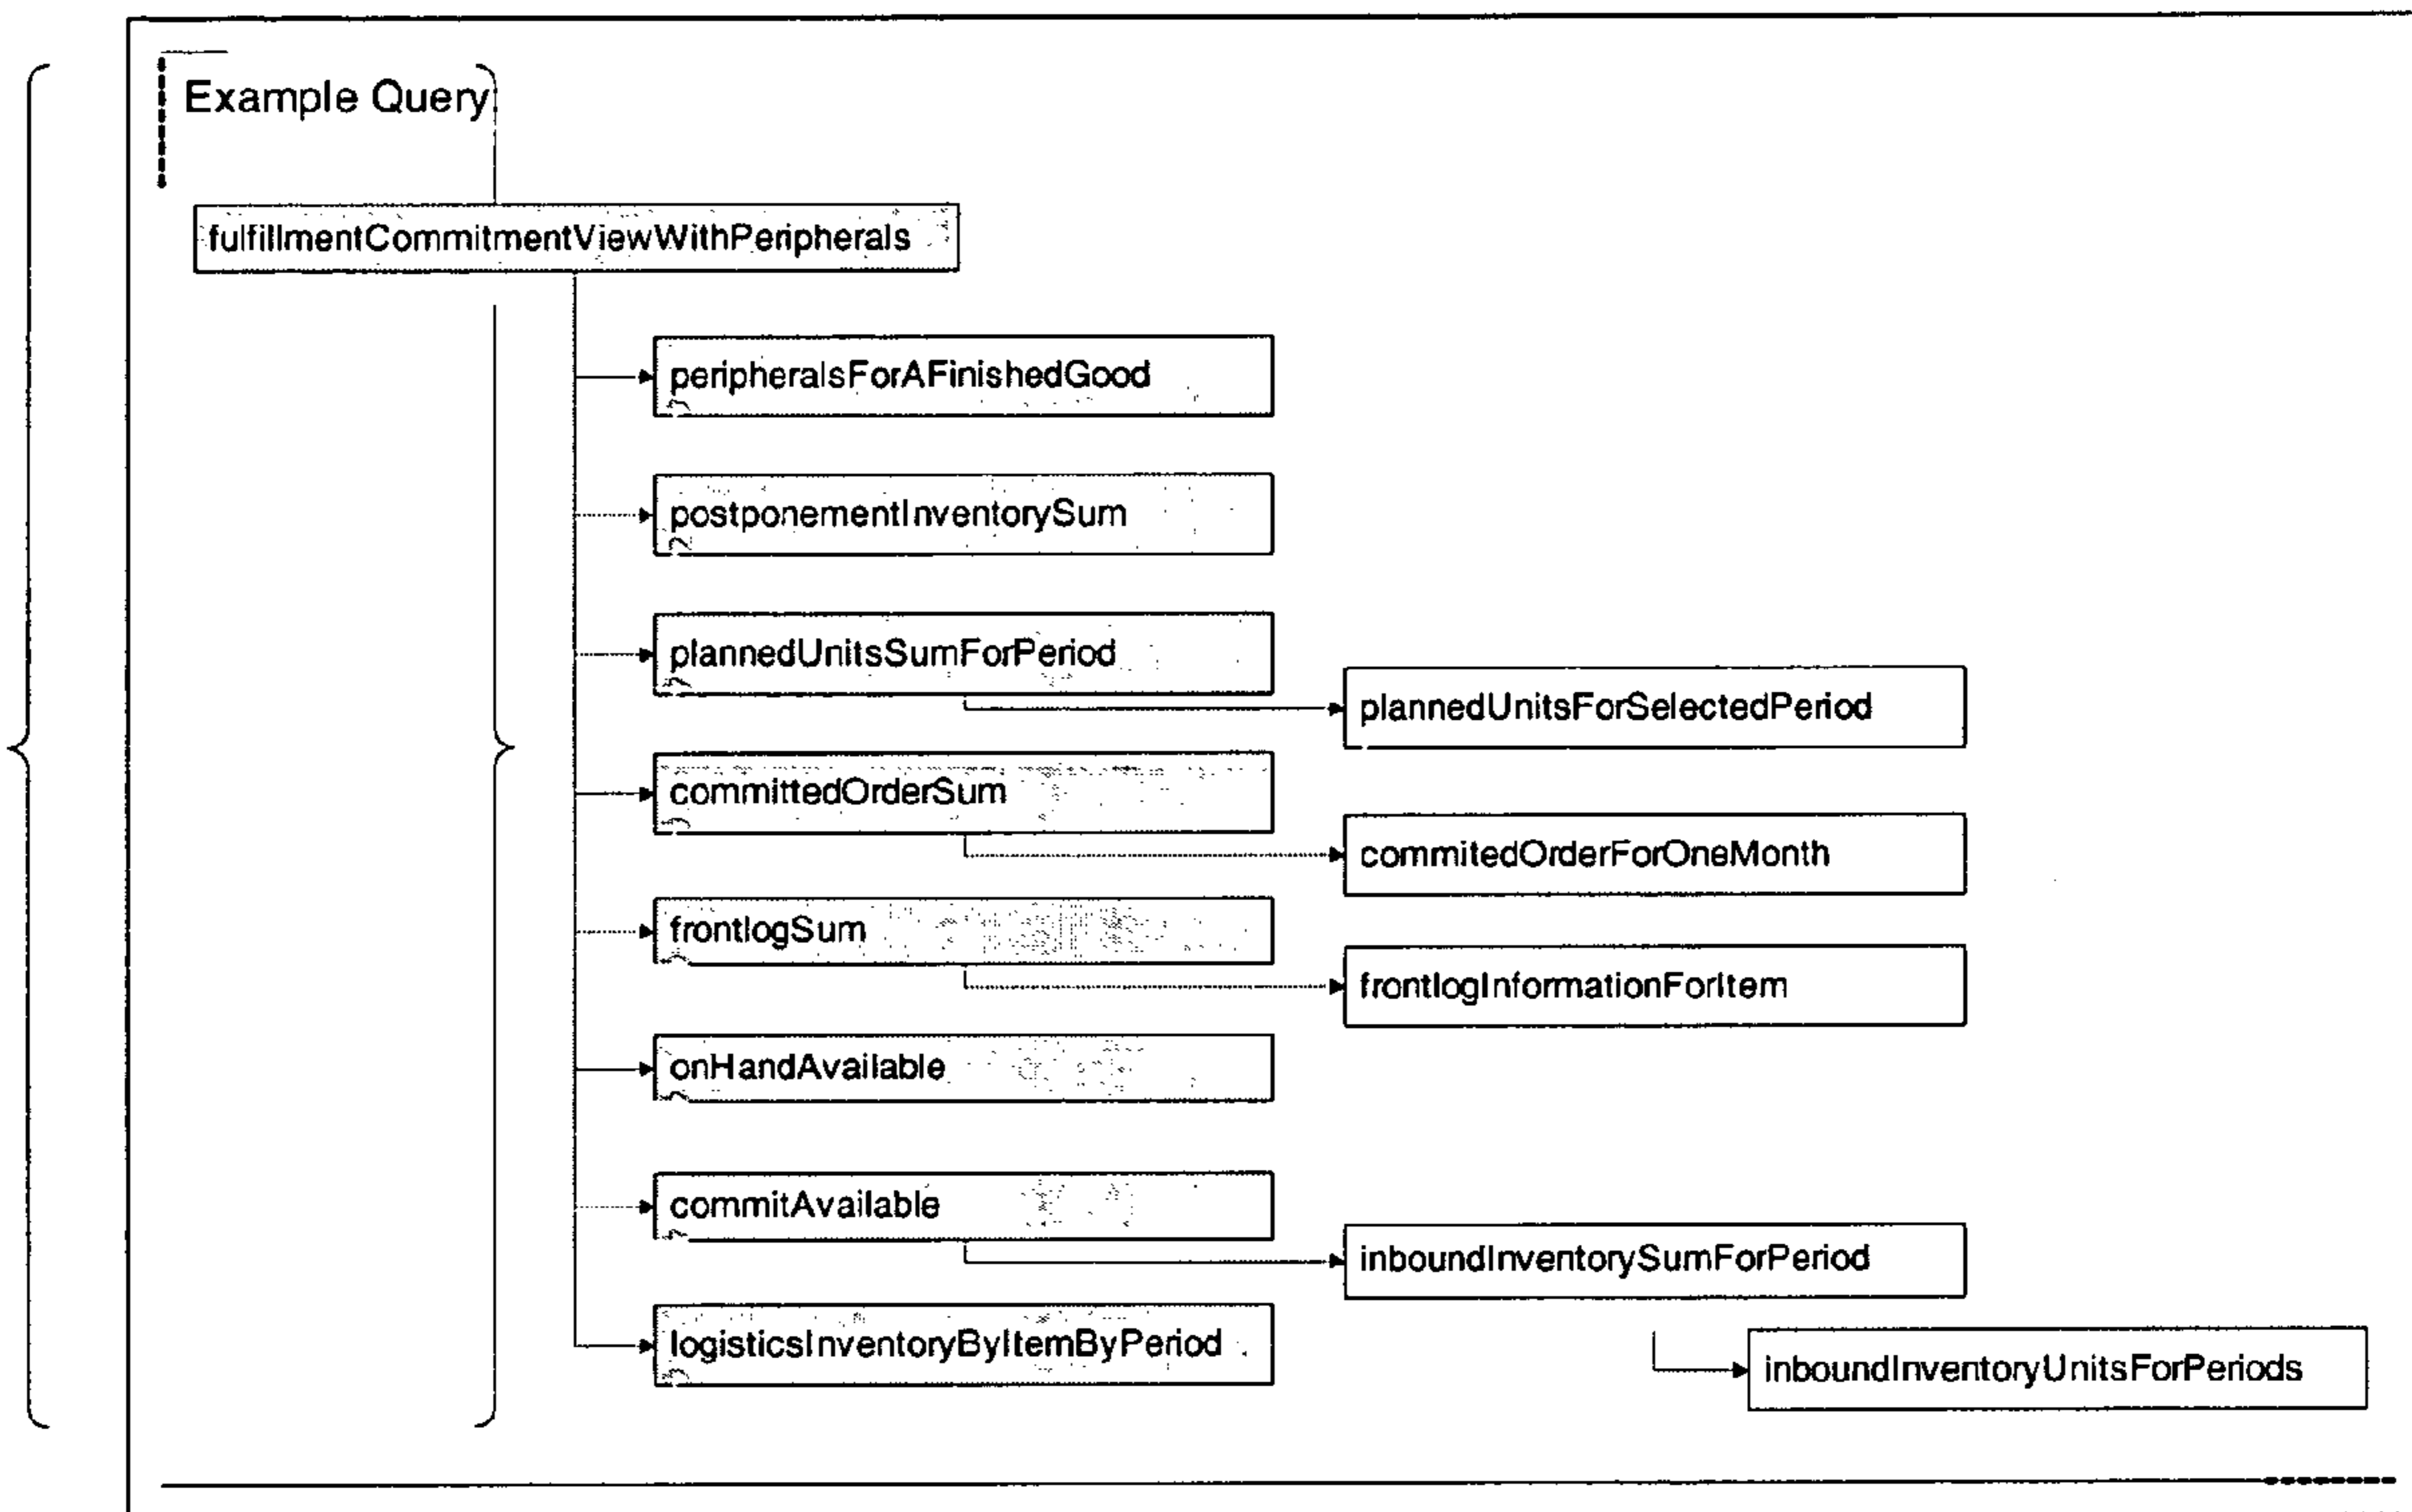 Example Query
fulfillmentCommitmentViewWithPeripherals
peripheralsForAFinishedGood
postponementInventorySum
plannedUnitsSumForPeriod
plannedUnitsForSelectedPeriod
committedOrderSum
commitedOrderForOneMonth
frontlogSum
frontlogInformationForItem
onHandAvailable
commitAvailable
inboundInventorySumForPeriod
logisticsInventoryByItemByPeriod
inboundInventoryUnitsForPeriods